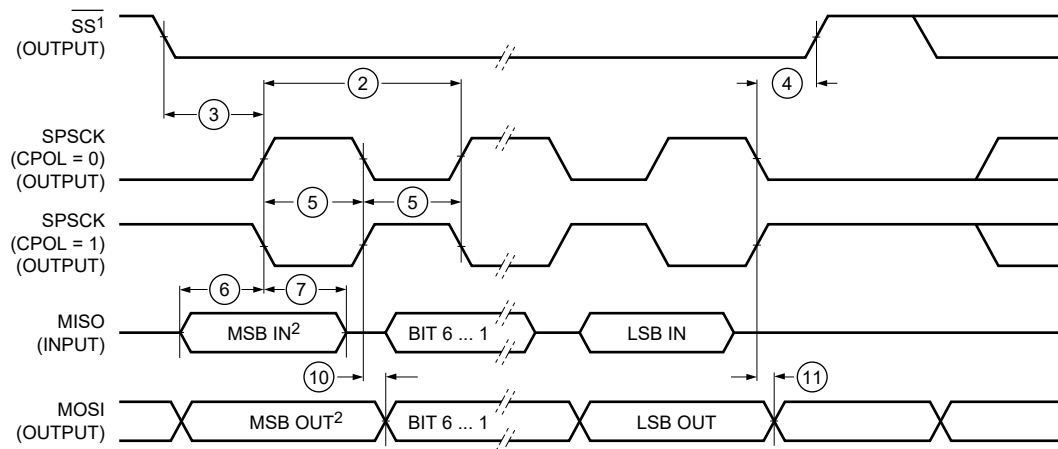 SS1
(OUTPUT)
2
4
3
SPSCK
(CPOL = 0)
(OUTPUT)
5 5
SPSCK
(CPOL = 1)
(OUTPUT)
6 7
MISO
(INPUT)
MSB IN2 BIT 6 ... 1 LSB IN
10 11
MOSI
(OUTPUT)
MSB OUT2 BIT 6 ... 1 LSB OUT